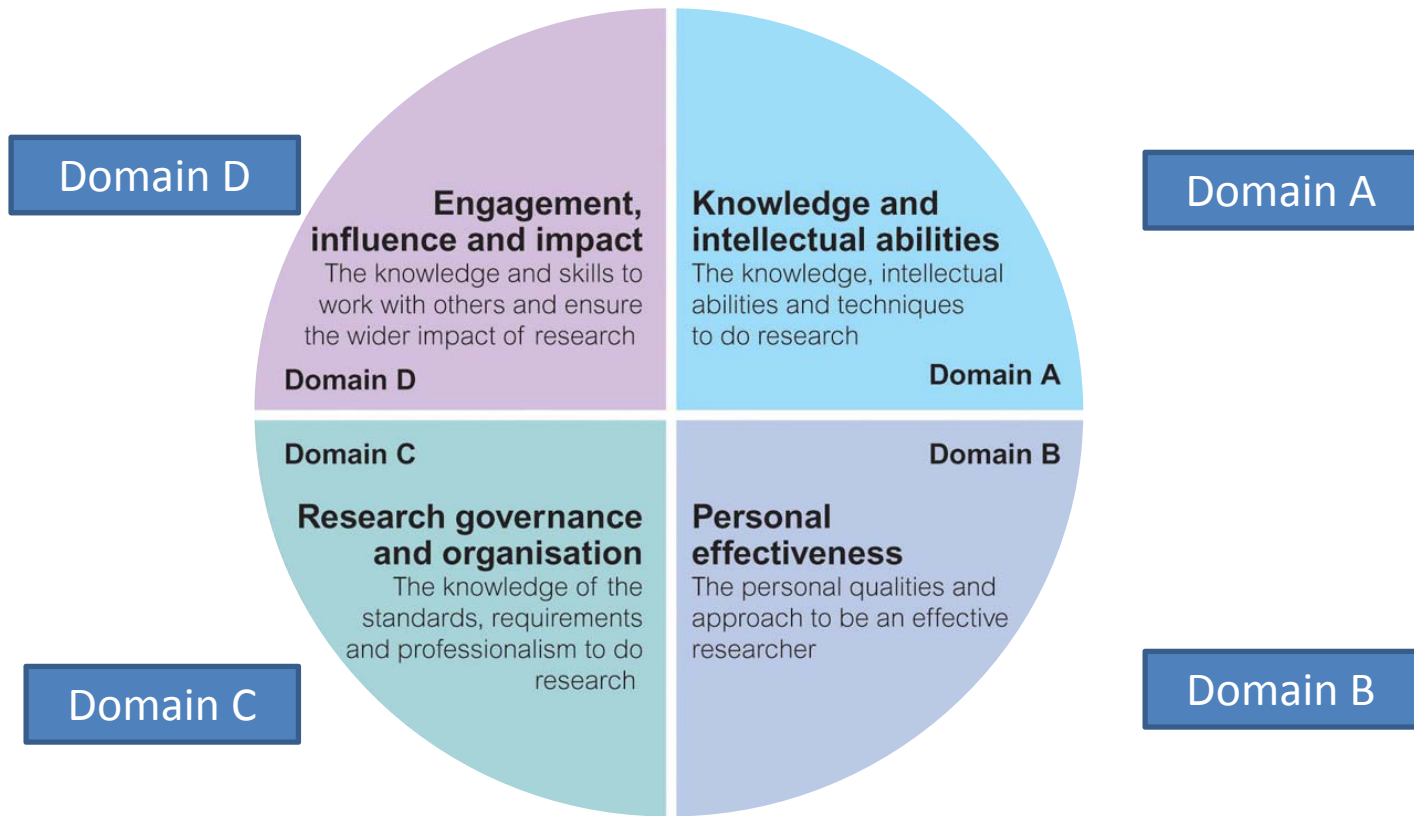 Domain D
Engagement,
influence and impact
The knowledge and skills to
work with others and ensure
the wider impact of research
Domain D
Knowledge and
intellectual abilities
The knowledge, intellectual
abilities and techniques
to do research
Domain A
Domain A
Domain C
Research governance
and organisation
The knowledge of the
standards, requirements
and professionalism to do
research
Domain C
Domain B
Personal
effectiveness
The personal qualities and
approach to be an effective
researcher
Domain B